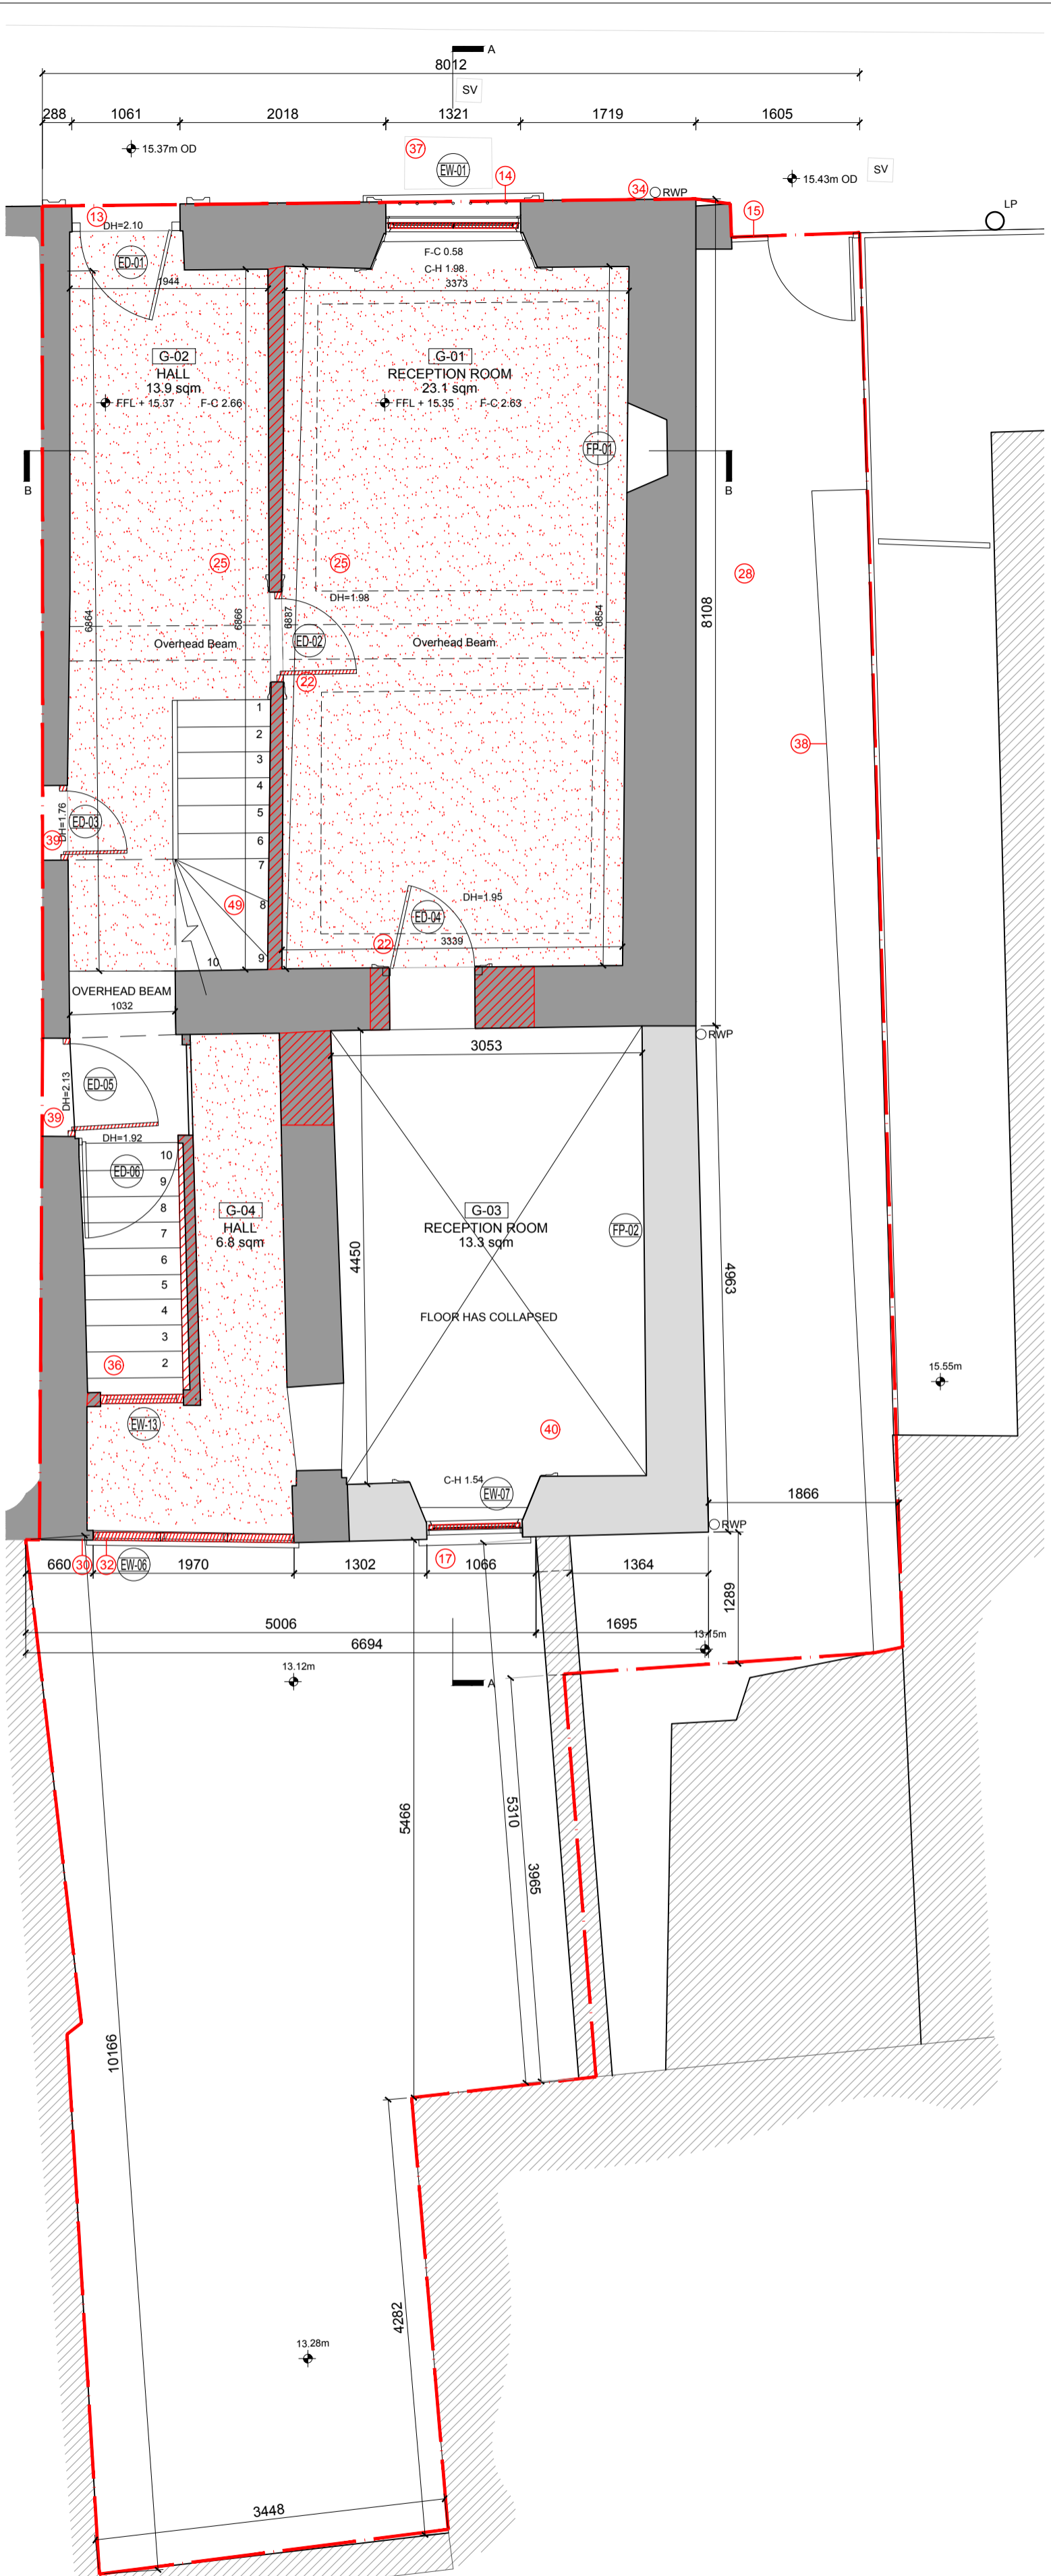 A
8012
SV
288
1061
2018
1321
1719
1605
15.37m OD
37
EW-01
14
34
RWP
15.43m OD
SV
LP
13
DH=2.10
15
ED-01
F-C 0.58
C-H 1.98
1944
3373
G-02
HALL
13.9 sqm
FFL + 15.37
F-C 2.66
G-01
RECEPTION ROOM
23.1 sqm
FFL + 15.35
F-C 2.63
FP-01
B
B
25
25
28
DH=1.98
6864
6866
6887
6854
8108
Overhead Beam
ED-02
Overhead Beam
22
1
2
3
4
5
6
7
8
9
10
38
DH=1.76
ED-03
39
49
DH=1.95
ED-04
22
3339
OVERHEAD BEAM
1032
RWP
3053
ED-05
DH=2.13
39
DH=1.92
ED-06
10
9
8
7
6
5
4
3
2
36
G-04
HALL
6.8 sqm
G-03
RECEPTION ROOM
13.3 sqm
FP-02
4450
4963
FLOOR HAS COLLAPSED
15.55m
EW-13
40
C-H 1.54
EW-07
1866
RWP
660
30
32
EW-06
1970
1302
17
1066
1364
1289
5006
1695
6694
13.15m
13.12m
A
5466
5310
3965
10166
4282
13.28m
3448